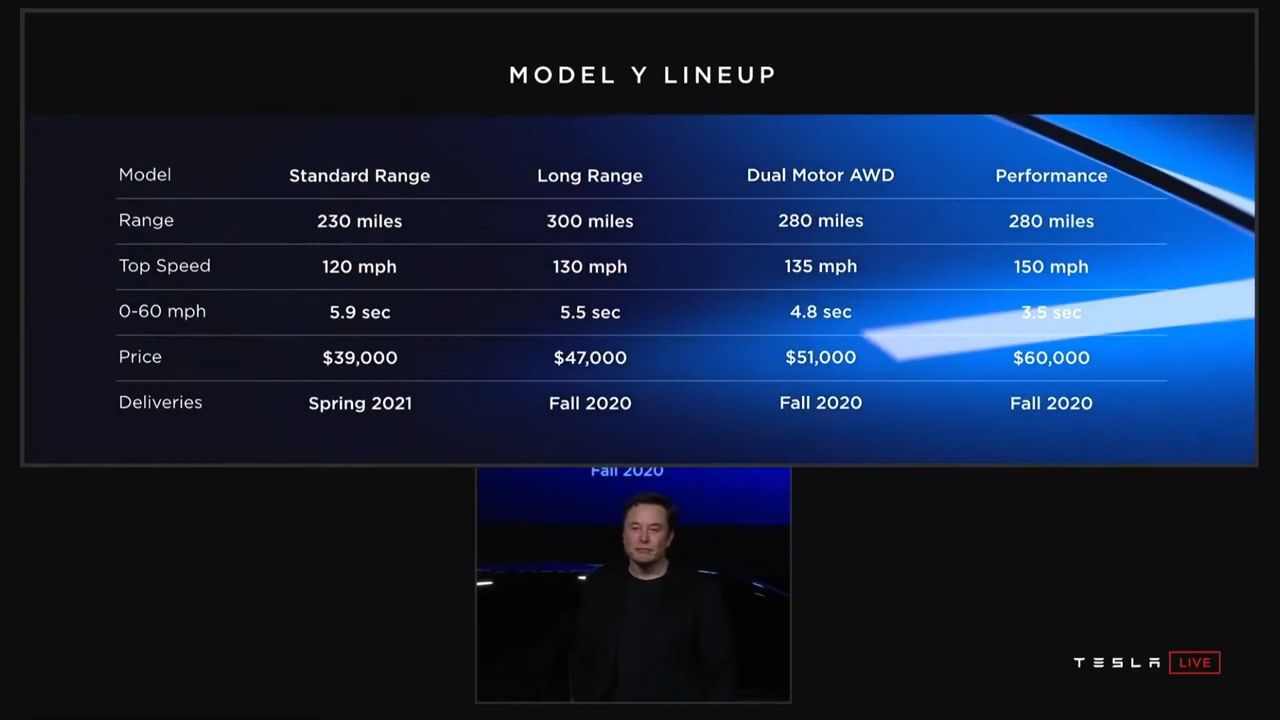 MODEL Y LINEUP
Model Standard Range Long Range Dual Motor AWD Performance
Range 230 miles 300 miles 280 miles 280 miles
Top Speed 120 mph 130 mph 135 mph 150 mph
0-60 mph 5.9 sec 5.5 sec 4.8 sec 3.5 sec
Price $39,000 $47,000 $51,000 $60,000
Deliveries Spring 2021 Fall 2020 Fall 2020 Fall 2020
Fall 2020
TESLA LIVE